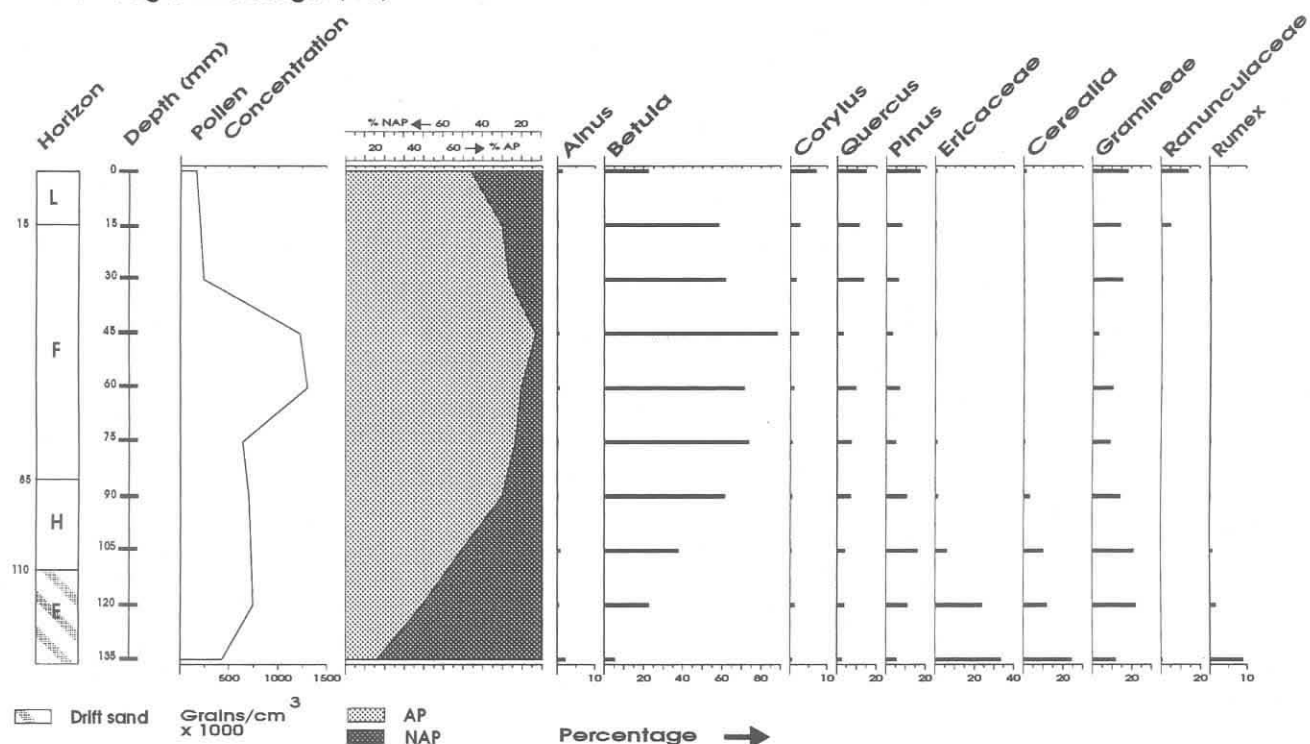 Horizon
Depth (mm)
Pollen
Concentration
% NAP ← 60 40 20
20 40 60 → % AP
Alnus
Betula
Corylus
Quercus
Pinus
Ericaceae
Cerealia
Gramineae
Ranunculaceae
Rumex
L
15
F
85
H
110
E
0
15
30
45
60
75
90
105
120
135
500 1000 1500
10
20 40 60 80
10
20
20
20 40
20
20
20
10
Drift sand
Grains/cm 3
x 1000
AP
NAP
Percentage →